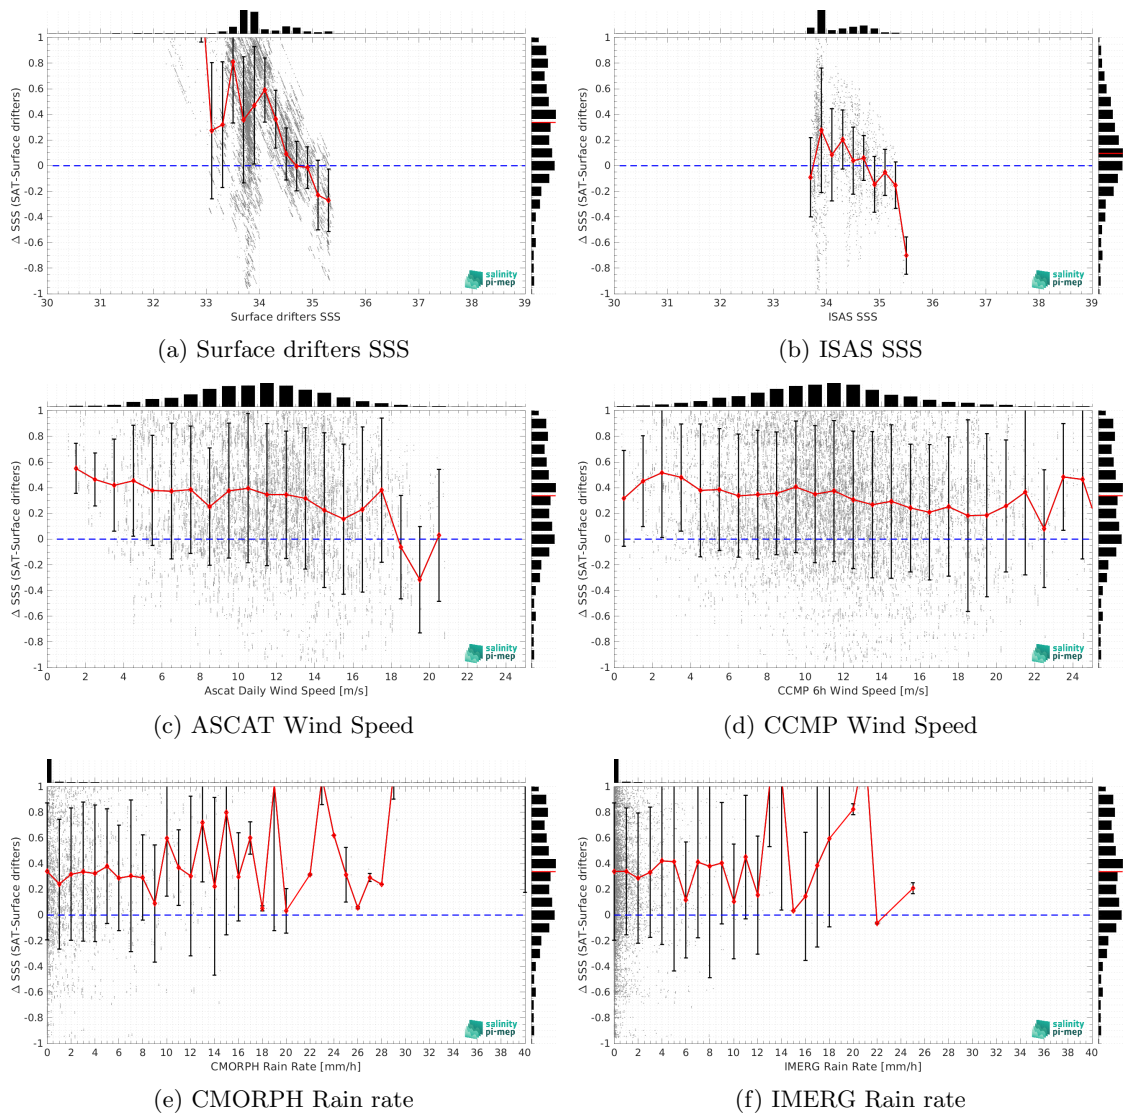 1
0.8
0.6
0.4
0.2
0
-0.2
-0.4
-0.6
-0.8
-1
Δ SSS (SAT-Surface drifters)
30 31 32 33 34 35 36 37 38 39
Surface drifters SSS
salinity
pi-mep
(a) Surface drifters SSS
1
0.8
0.6
0.4
0.2
0
-0.2
-0.4
-0.6
-0.8
-1
Δ SSS (SAT-Surface drifters)
30 31 32 33 34 35 36 37 38 39
ISAS SSS
salinity
pi-mep
(b) ISAS SSS
1
0.8
0.6
0.4
0.2
0
-0.2
-0.4
-0.6
-0.8
-1
Δ SSS (SAT-Surface drifters)
0 2 4 6 8 10 12 14 16 18 20 22 24
Ascat Daily Wind Speed [m/s]
salinity
pi-mep
(c) ASCAT Wind Speed
1
0.8
0.6
0.4
0.2
0
-0.2
-0.4
-0.6
-0.8
-1
Δ SSS (SAT-Surface drifters)
0 2 4 6 8 10 12 14 16 18 20 22 24
CCMP 6h Wind Speed [m/s]
salinity
pi-mep
(d) CCMP Wind Speed
1
0.8
0.6
0.4
0.2
0
-0.2
-0.4
-0.6
-0.8
-1
Δ SSS (SAT-Surface drifters)
0 2 4 6 8 10 12 14 16 18 20 22 24 26 28 30 32 34 36 38 40
CMORPH Rain Rate [mm/h]
salinity
pi-mep
(e) CMORPH Rain rate
1
0.8
0.6
0.4
0.2
0
-0.2
-0.4
-0.6
-0.8
-1
Δ SSS (SAT-Surface drifters)
0 2 4 6 8 10 12 14 16 18 20 22 24 26 28 30 32 34 36 38 40
IMERG Rain Rate [mm/h]
salinity
pi-mep
(f) IMERG Rain rate